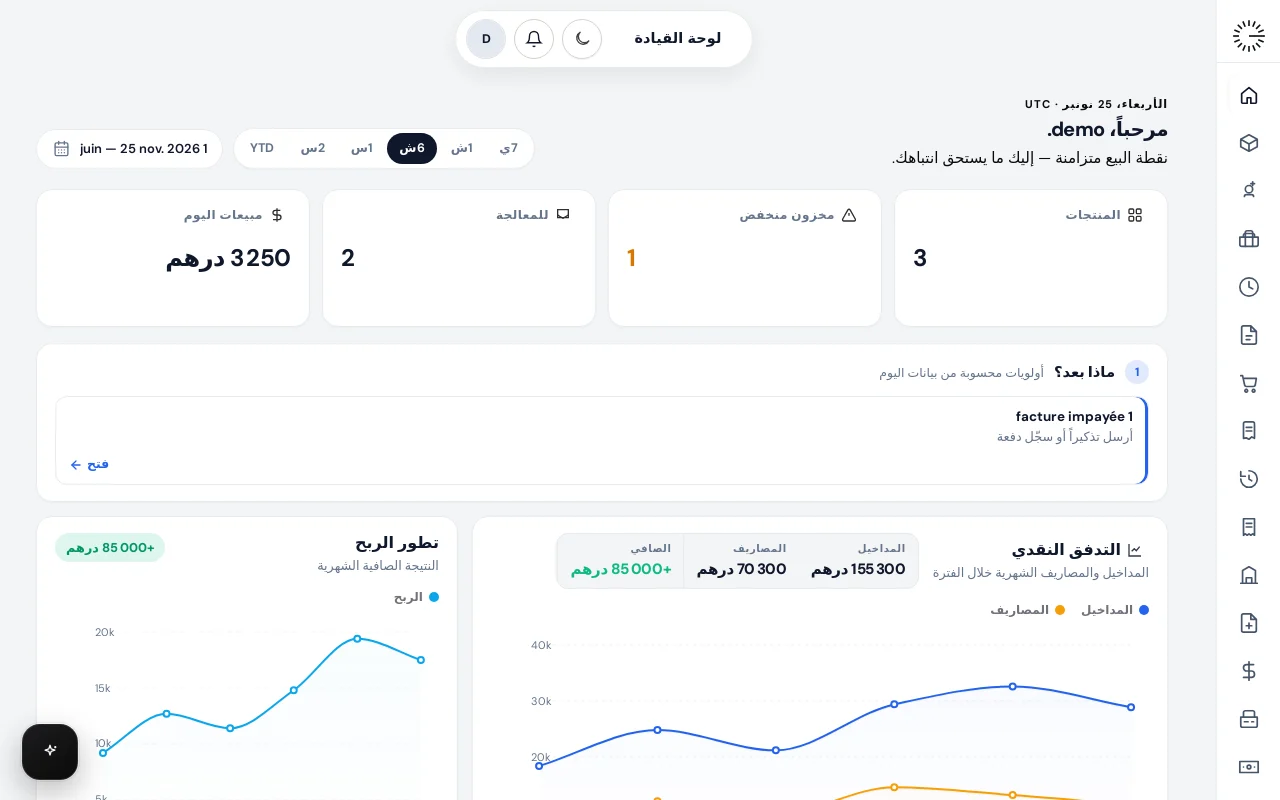 لوحة القيادة
D
الأربعاء، 25 نونبر · UTC
مرحباً، demo.
نقطة البيع متزامنة — إليك ما يستحق انتباهك.
7ي
1ش
6ش
1س
2س
YTD
1 juin — 25 nov. 2026
المنتجات
3
مخزون منخفض
1
للمعالجة
2
مبيعات اليوم
3 250 درهم
1
ماذا بعد؟
أولويات محسوبة من بيانات اليوم
1 facture impayée
أرسل تذكيراً أو سجّل دفعة
فتح
التدفق النقدي
المداخيل والمصاريف الشهرية خلال الفترة
المداخيل
155 300 درهم
المصاريف
70 300 درهم
الصافي
+85 000 درهم
المداخيل
المصاريف
40k
30k
20k
تطور الربح
النتيجة الصافية الشهرية
+85 000 درهم
الربح
20k
15k
10k
5k